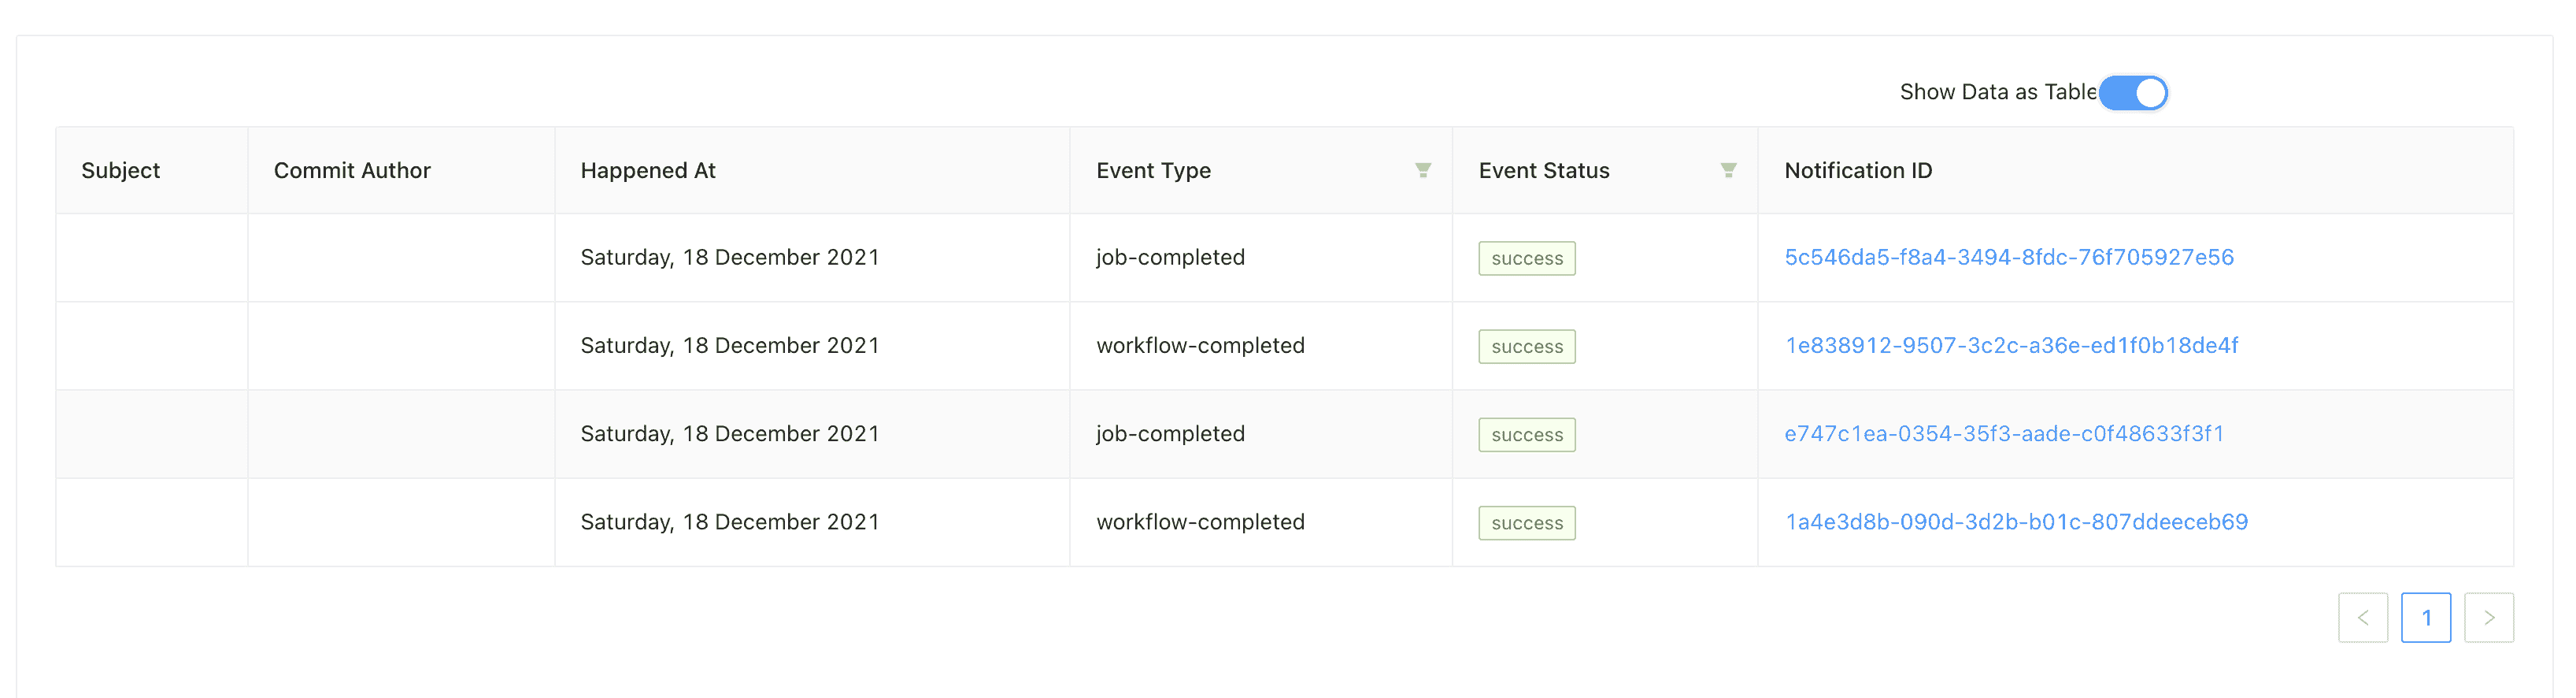 Show Data as Table
Subject Commit Author Happened At Event Type Event Status Notification ID
Saturday, 18 December 2021 job-completed success 5c546da5-f8a4-3494-8fdc-76f705927e56
Saturday, 18 December 2021 workflow-completed success 1e838912-9507-3c2c-a36e-ed1f0b18de4f
Saturday, 18 December 2021 job-completed success e747c1ea-0354-35f3-aade-c0f48633f3f1
Saturday, 18 December 2021 workflow-completed success 1a4e3d8b-090d-3d2b-b01c-807ddeeceb69
< 1 >